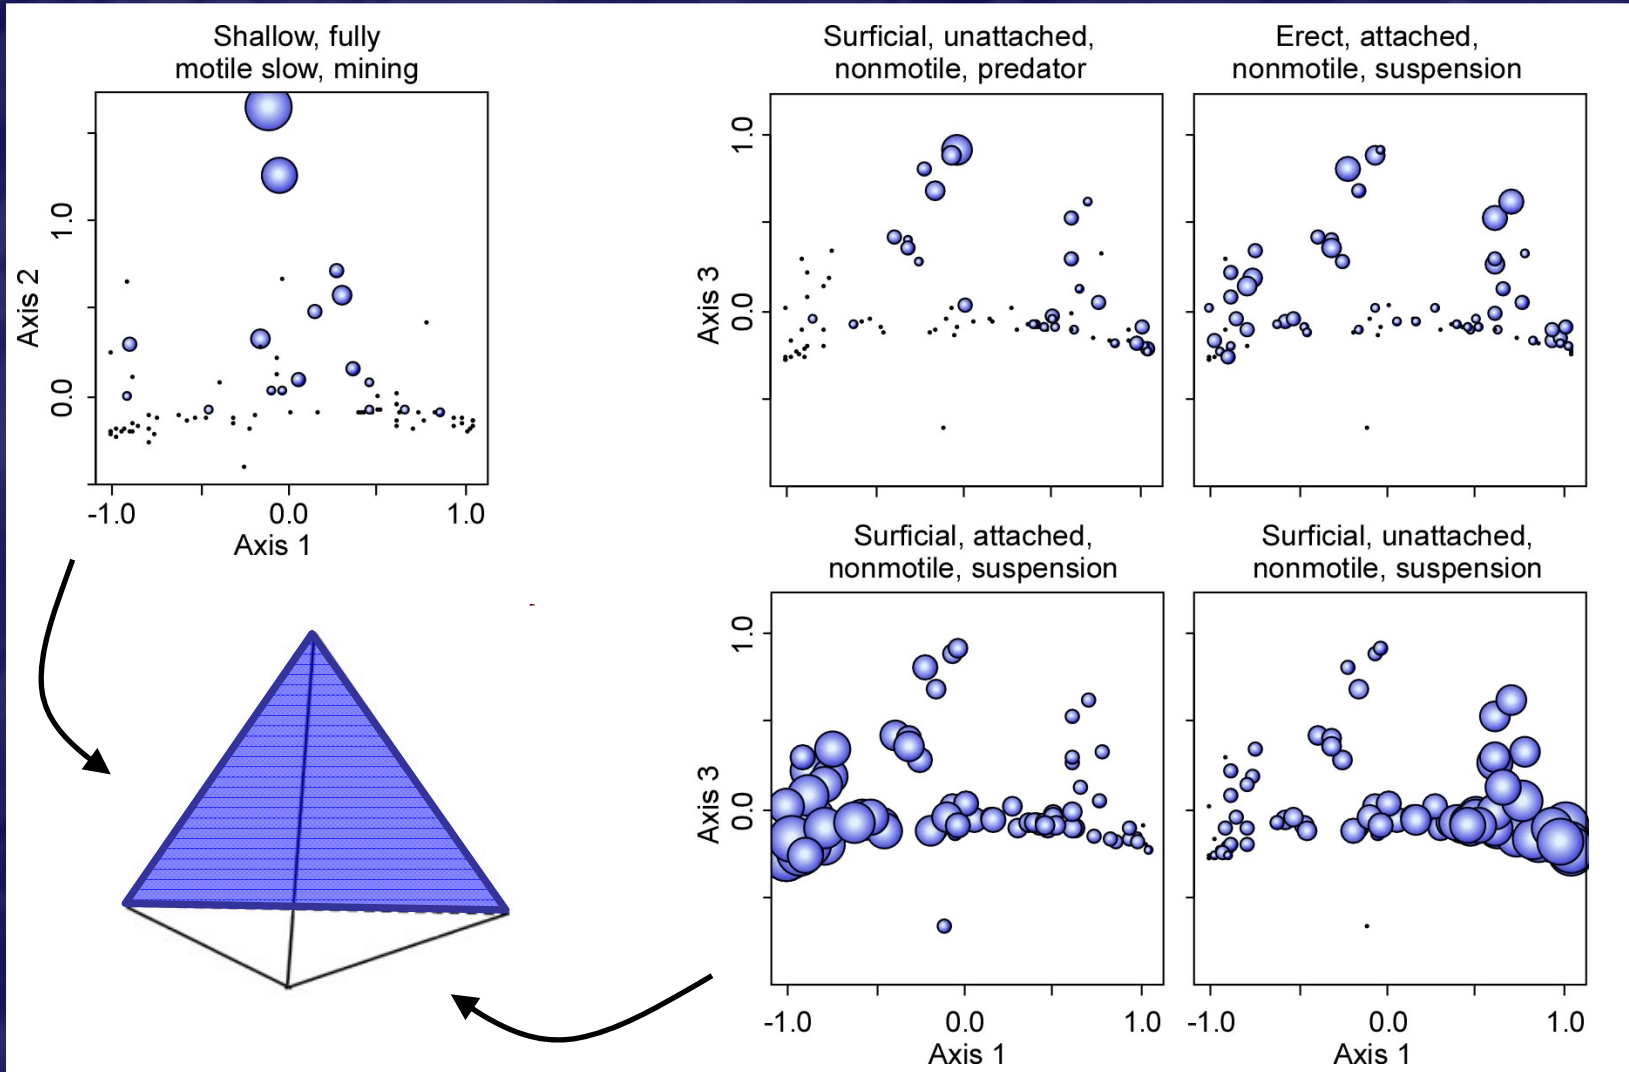 Shallow, fully
motile slow, mining
Axis 2
1.0
0.0
-1.0 0.0 1.0
Axis 1
Surficial, unattached,
nonmotile, predator
Erect, attached,
nonmotile, suspension
Axis 3
1.0
0.0
Surficial, attached,
nonmotile, suspension
Surficial, unattached,
nonmotile, suspension
Axis 3
1.0
0.0
-1.0 0.0 1.0
Axis 1
-1.0 0.0 1.0
Axis 1